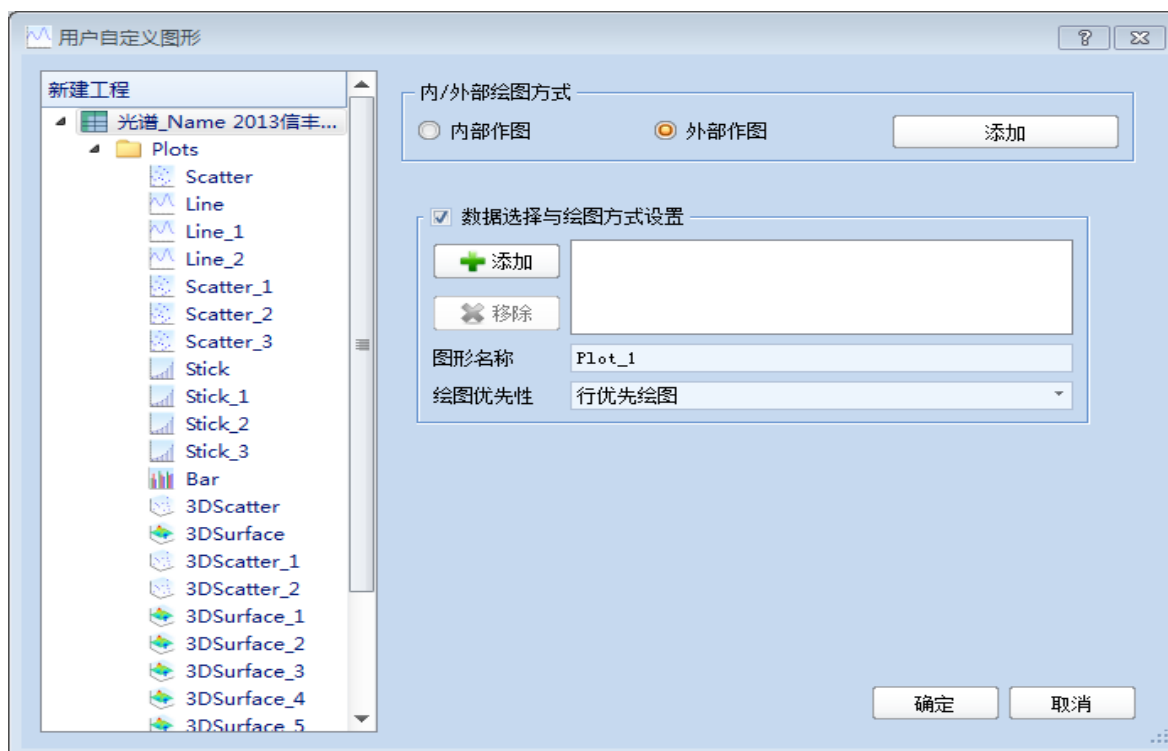 用户自定义图形
新建工程
光谱_Name 2013信丰...
Plots
Scatter
Line
Line_1
Line_2
Scatter_1
Scatter_2
Scatter_3
Stick
Stick_1
Stick_2
Stick_3
Bar
3DScatter
3DSurface
3DScatter_1
3DScatter_2
3DSurface_1
3DSurface_2
3DSurface_3
3DSurface_4
3DSurface_5
内/外部绘图方式
内部作图 外部作图 添加
数据选择与绘图方式设置
添加
移除
图形名称 Plot_1
绘图优先性 行优先绘图
确定 取消